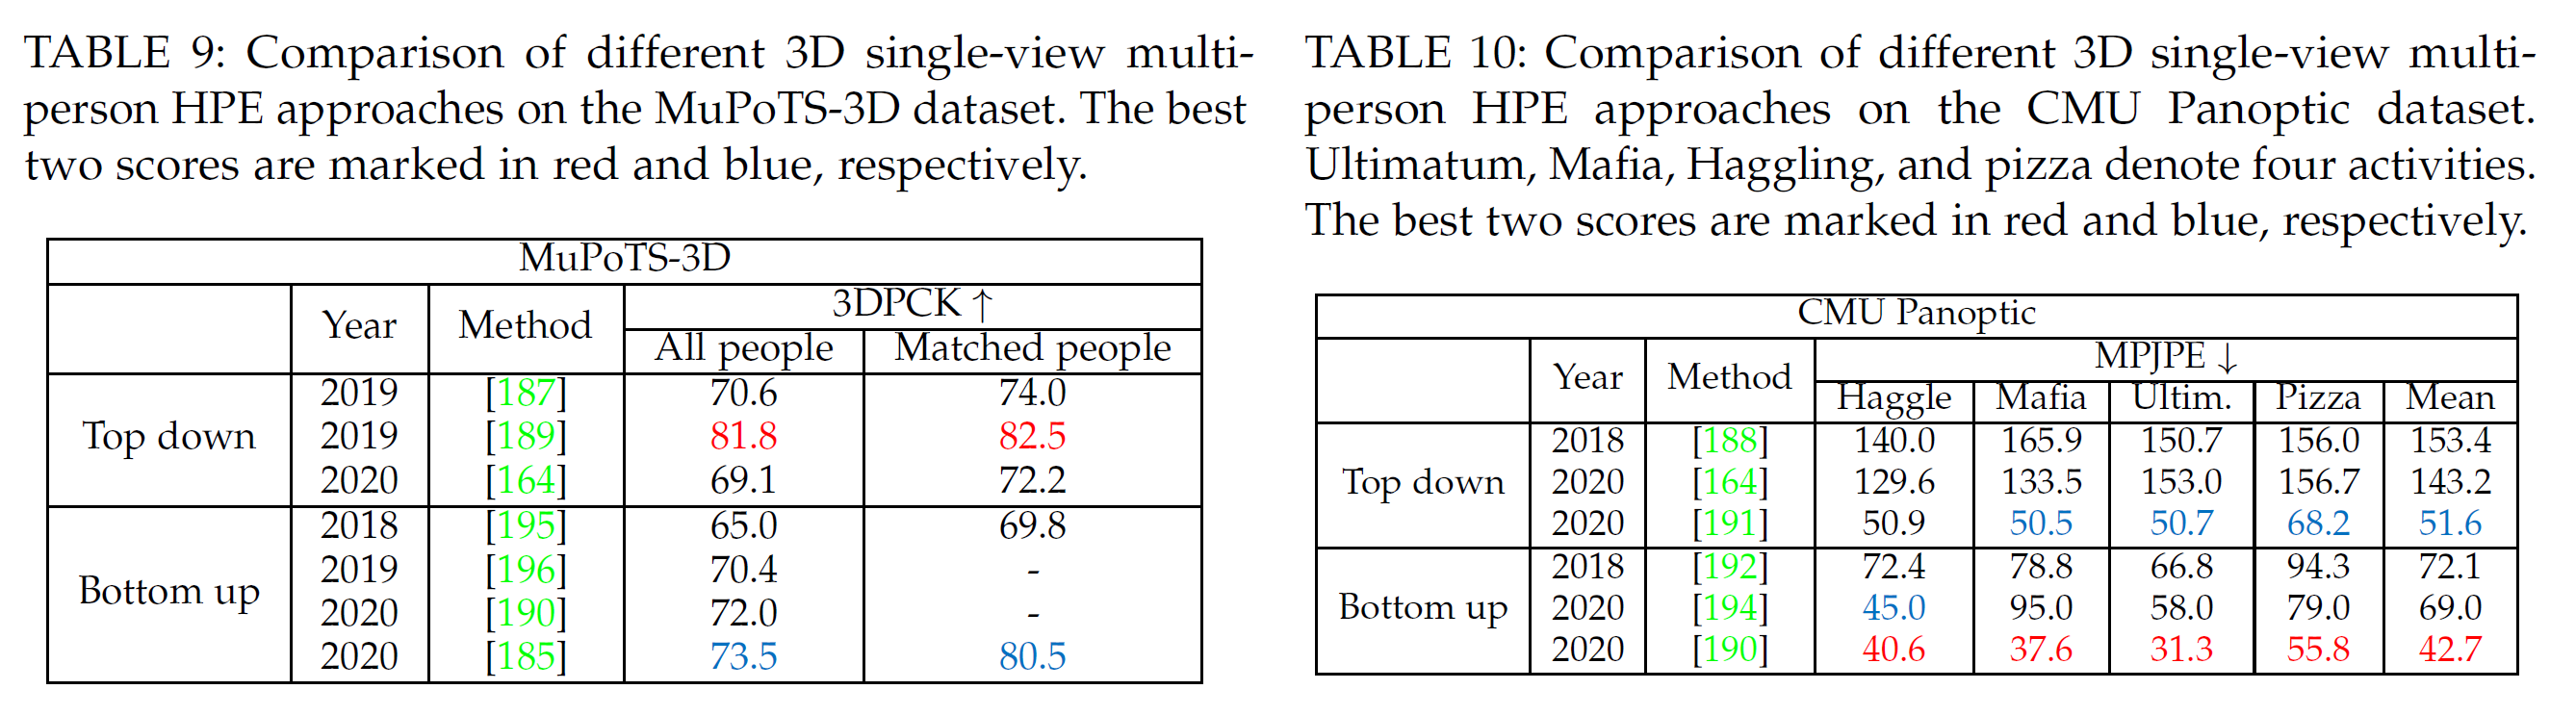 TABLE 9: Comparison of different 3D single-view multi-
person HPE approaches on the MuPoTS-3D dataset. The best
two scores are marked in red and blue, respectively.
MuPoTS-3D
Year Method 3DPCK ↑
All people Matched people
Top down
2019 [187] 70.6 74.0
2019 [189] 81.8 82.5
2020 [164] 69.1 72.2
Bottom up
2018 [195] 65.0 69.8
2019 [196] 70.4 -
2020 [190] 72.0 -
2020 [185] 73.5 80.5
TABLE 10: Comparison of different 3D single-view multi-
person HPE approaches on the CMU Panoptic dataset.
Ultimatum, Mafia, Haggling, and pizza denote four activities.
The best two scores are marked in red and blue, respectively.
CMU Panoptic
Year Method MPJPE ↓
Haggle Mafia Ultim. Pizza Mean
Top down
2018 [188] 140.0 165.9 150.7 156.0 153.4
2020 [164] 129.6 133.5 153.0 156.7 143.2
2020 [191] 50.9 50.5 50.7 68.2 51.6
Bottom up
2018 [192] 72.4 78.8 66.8 94.3 72.1
2020 [194] 45.0 95.0 58.0 79.0 69.0
2020 [190] 40.6 37.6 31.3 55.8 42.7